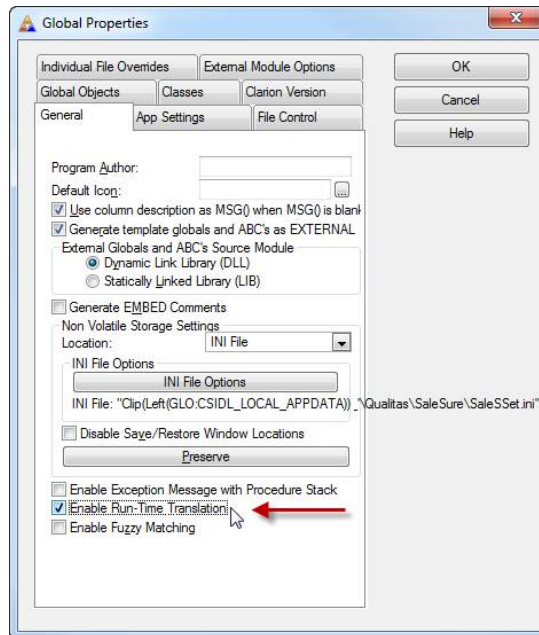 Global Properties
Individual File Overrides External Module Options
Global Objects Classes Clarion Version
General App Settings File Control
OK
Cancel
Help
Program Author:
Default Icon: ...
Use column description as MSG() when MSG() is blank
Generate template globals and ABC's as EXTERNAL
External Globals and ABC's Source Module
Dynamic Link Library (DLL)
Statically Linked Library (LIB)
Generate EMBED Comments
Non Volatile Storage Settings
Location: INI File
INI File Options
INI File Options
INI File: "Clip(Left(GLO:CSIDL_LOCAL_APPDATA)) _"\Qualitas\SaleSure\SaleSSet.ini"
Disable Save/Restore Window Locations
Preserve
Enable Exception Message with Procedure Stack
Enable Run-Time Translation
Enable Fuzzy Matching